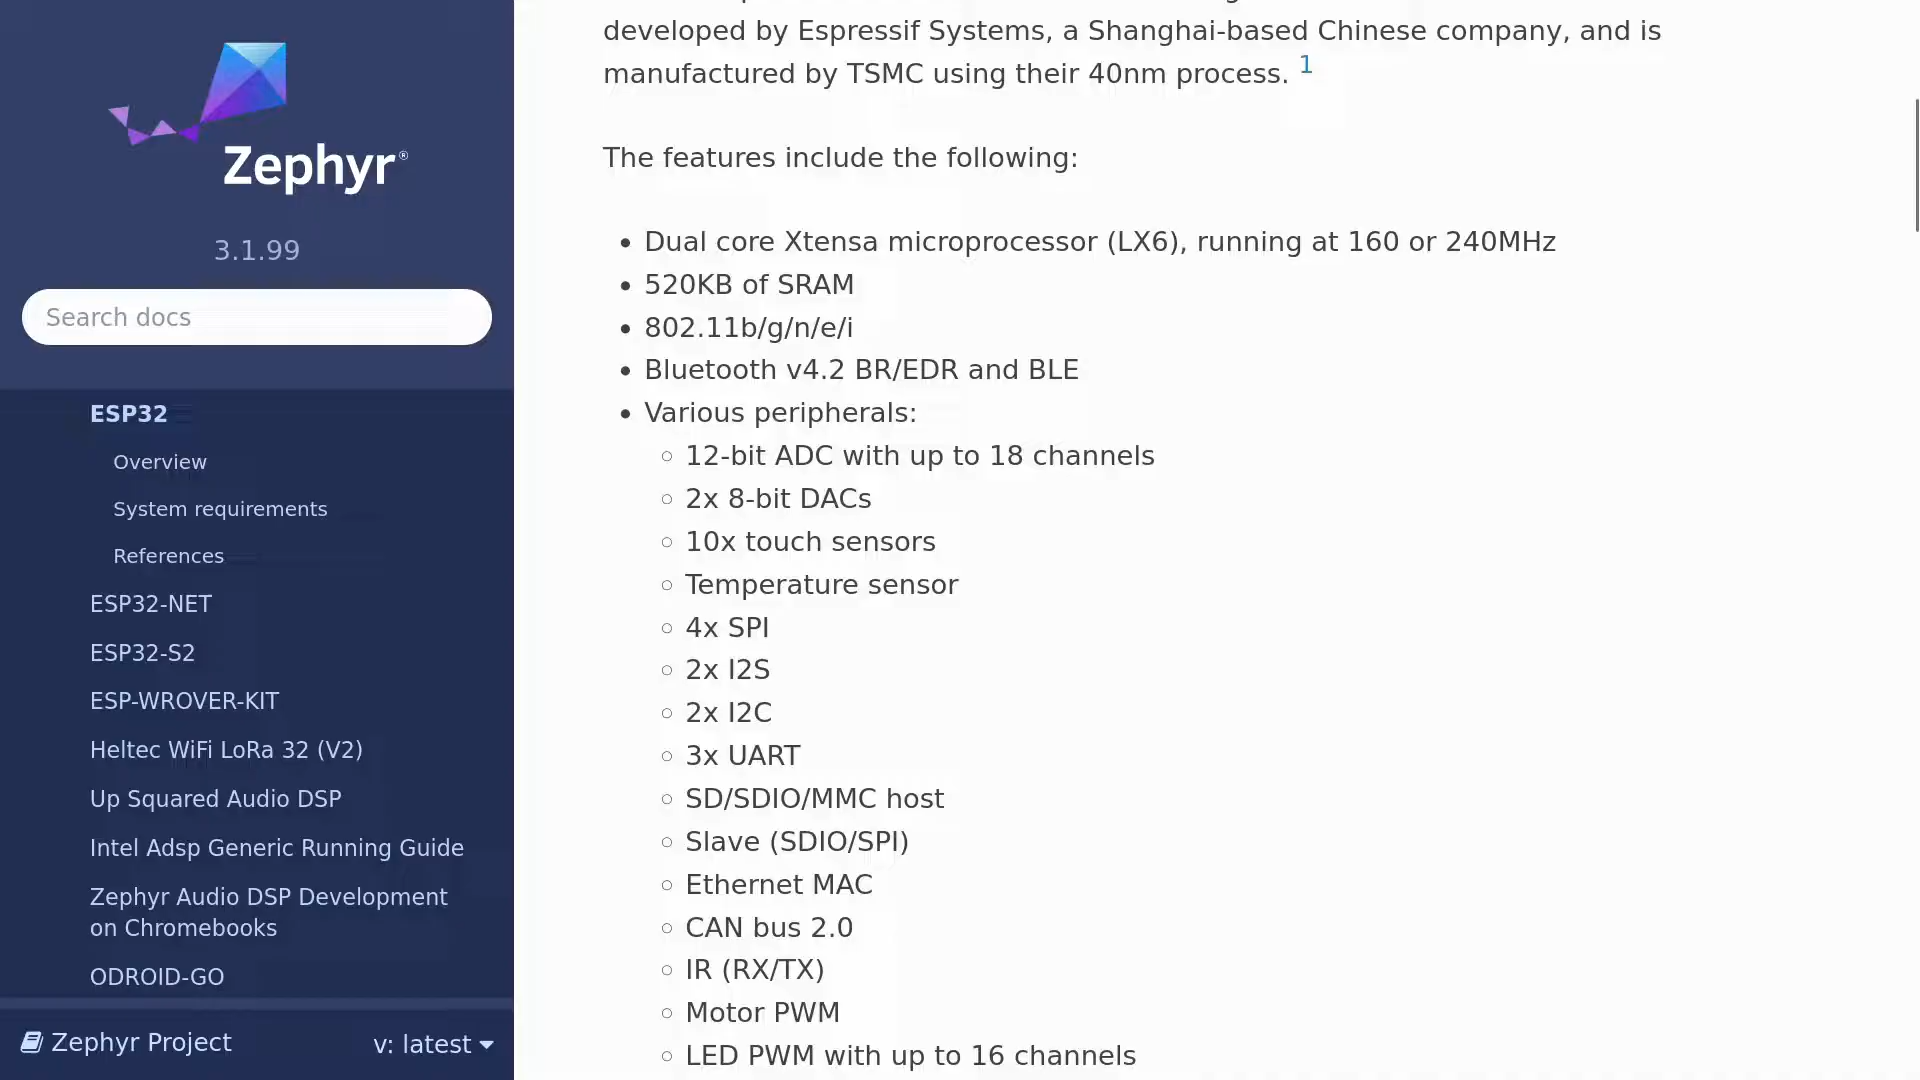 Zephyr®
3.1.99
Search docs
ESP32
Overview
System requirements
References
ESP32-NET
ESP32-S2
ESP-WROVER-KIT
Heltec WiFi LoRa 32 (V2)
Up Squared Audio DSP
Intel Adsp Generic Running Guide
Zephyr Audio DSP Development
on Chromebooks
ODROID-GO
Zephyr Project
v: latest
developed by Espressif Systems, a Shanghai-based Chinese company, and is
manufactured by TSMC using their 40nm process. 1
The features include the following:
• Dual core Xtensa microprocessor (LX6), running at 160 or 240MHz
• 520KB of SRAM
• 802.11b/g/n/e/i
• Bluetooth v4.2 BR/EDR and BLE
• Various peripherals:
○ 12-bit ADC with up to 18 channels
○ 2x 8-bit DACs
○ 10x touch sensors
○ Temperature sensor
○ 4x SPI
○ 2x I2S
○ 2x I2C
○ 3x UART
○ SD/SDIO/MMC host
○ Slave (SDIO/SPI)
○ Ethernet MAC
○ CAN bus 2.0
○ IR (RX/TX)
○ Motor PWM
○ LED PWM with up to 16 channels